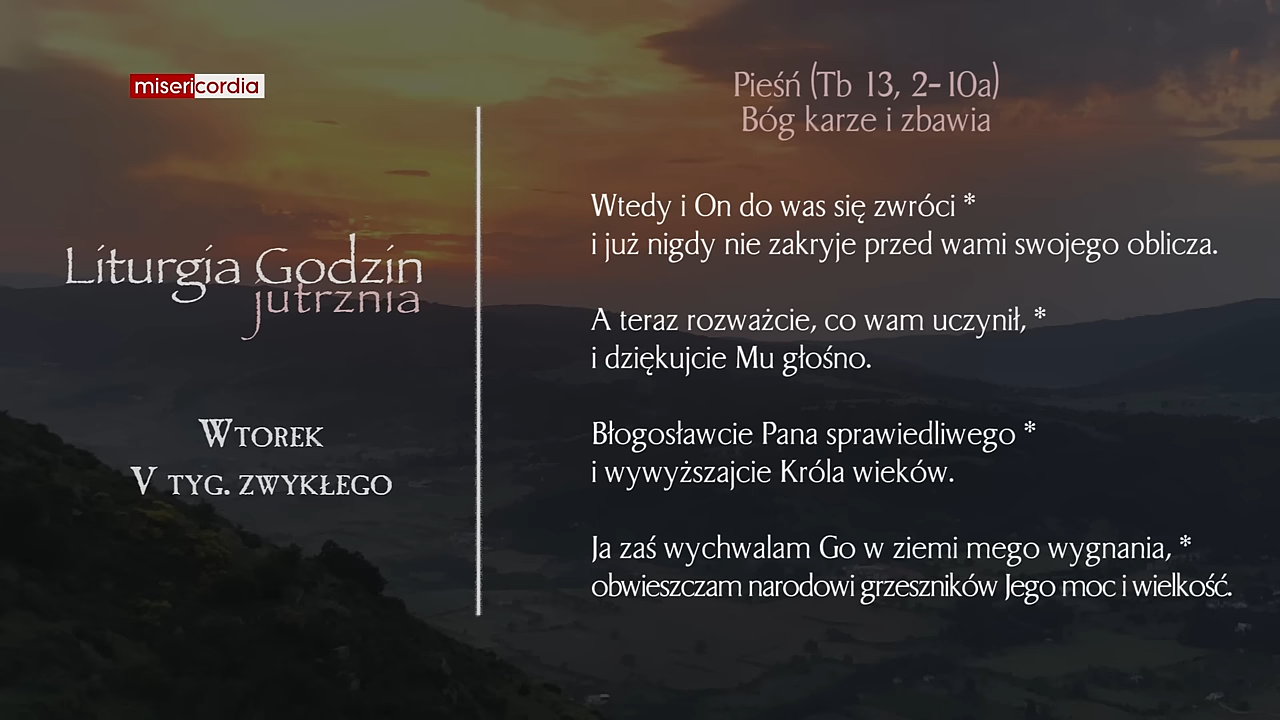 misericordia
Liturgia Godzin
jutrznia
Wtorek
V tyg. zwykłego
Pieśń (Tb 13, 2-10a)
Bóg karze i zbawia
Wtedy i On do was się zwróci *
i już nigdy nie zakryje przed wami swojego oblicza.
A teraz rozważcie, co wam uczynił, *
i dziękujcie Mu głośno.
Błogosławcie Pana sprawiedliwego *
i wywyższajcie Króla wieków.
Ja zaś wychwalam Go w ziemi mego wygnania, *
obwieszczam narodowi grzeszników Jego moc i wielkość.